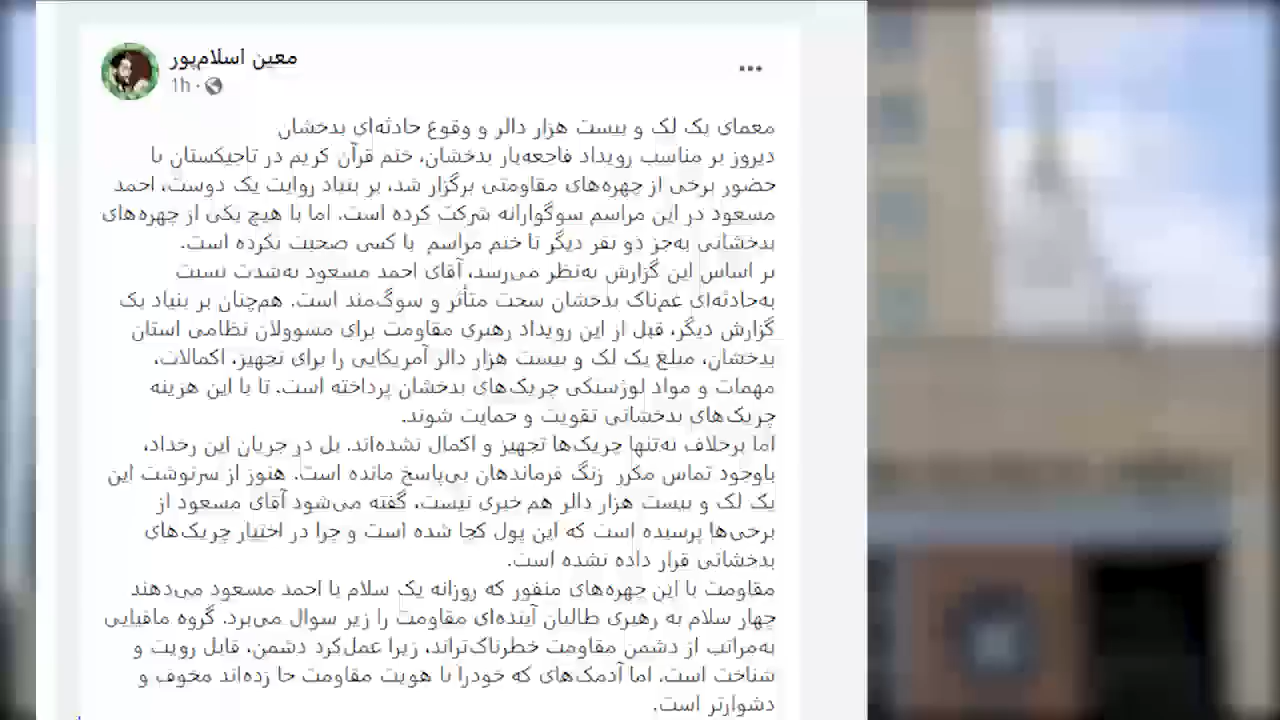 معین اسلام‌پور
1h ·
معمای یک لک و بیست هزار دالر و وقوع حادثه‌ای بدخشان
دیروز بر مناسب رویداد فاجعه‌بار بدخشان، ختم قرآن کریم در تاجیکستان با
حضور برخی از چهره‌های مقاومتی برگزار شد، بر بنیاد روایت یک دوست، احمد
مسعود در این مراسم سوگوارانه شرکت کرده است. اما با هیچ یکی از چهره‌های
بدخشانی به‌جز دو نفر دیگر تا ختم مراسم با کسی صحبت نکرده است.
بر اساس این گزارش به‌نظر می‌رسد، آقای احمد مسعود به‌شدت نسبت
به‌حادثه‌ای غم‌ناک بدخشان سخت متأثر و سوگ‌مند است. هم‌چنان بر بنیاد یک
گزارش دیگر، قبل از این رویداد رهبری مقاومت برای مسوولان نظامی استان
بدخشان، مبلغ یک لک و بیست هزار دالر آمریکایی را برای تجهیز، اکمالات،
مهمات و مواد لوژستکی چریک‌های بدخشان پرداخته است. تا با این هزینه
چریک‌های بدخشانی تقویت و حمایت شوند.
اما برخلاف نه‌تنها چریک‌ها تجهیز و اکمال نشده‌اند. بل در جریان این رخداد،
باوجود تماس مکرر زنگ فرماندهان بی‌پاسخ مانده است. هنوز از سرنوشت این
یک لک و بیست هزار دالر هم خبری نیست، گفته می‌شود آقای مسعود از
برخی‌ها پرسیده است که این پول کجا شده است و چرا در اختیار چریک‌های
بدخشانی قرار داده نشده است.
مقاومت با این چهره‌های منفور که روزانه یک سلام با احمد مسعود می‌دهند
چهار سلام به رهبری طالبان آینده‌ای مقاومت را زیر سوال می‌برد. گروه مافیایی
به‌مراتب از دشمن مقاومت خطرناک‌تراند، زیرا عمل‌کرد دشمن، قابل رویت و
شناخت است، اما آدمک‌های که خودرا با هویت مقاومت جا زده‌اند مخوف و
دشوارتر است.